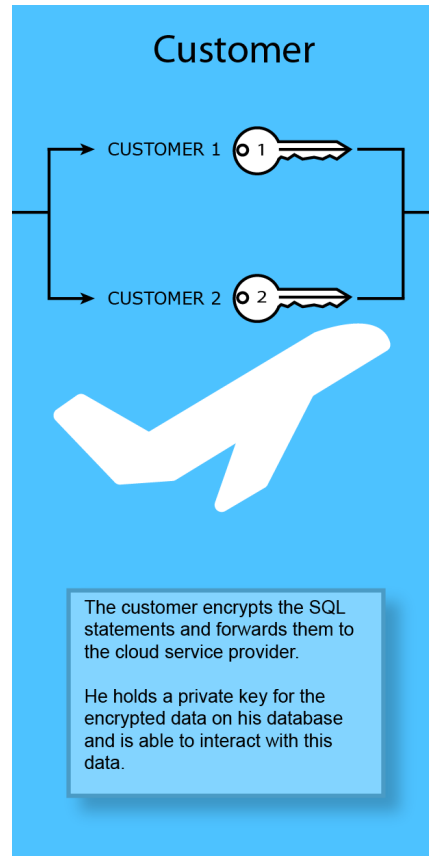 Customer
CUSTOMER 1
1
CUSTOMER 2
2
The customer encrypts the SQL
statements and forwards them to
the cloud service provider.
He holds a private key for the
encrypted data on his database
and is able to interact with this
data.